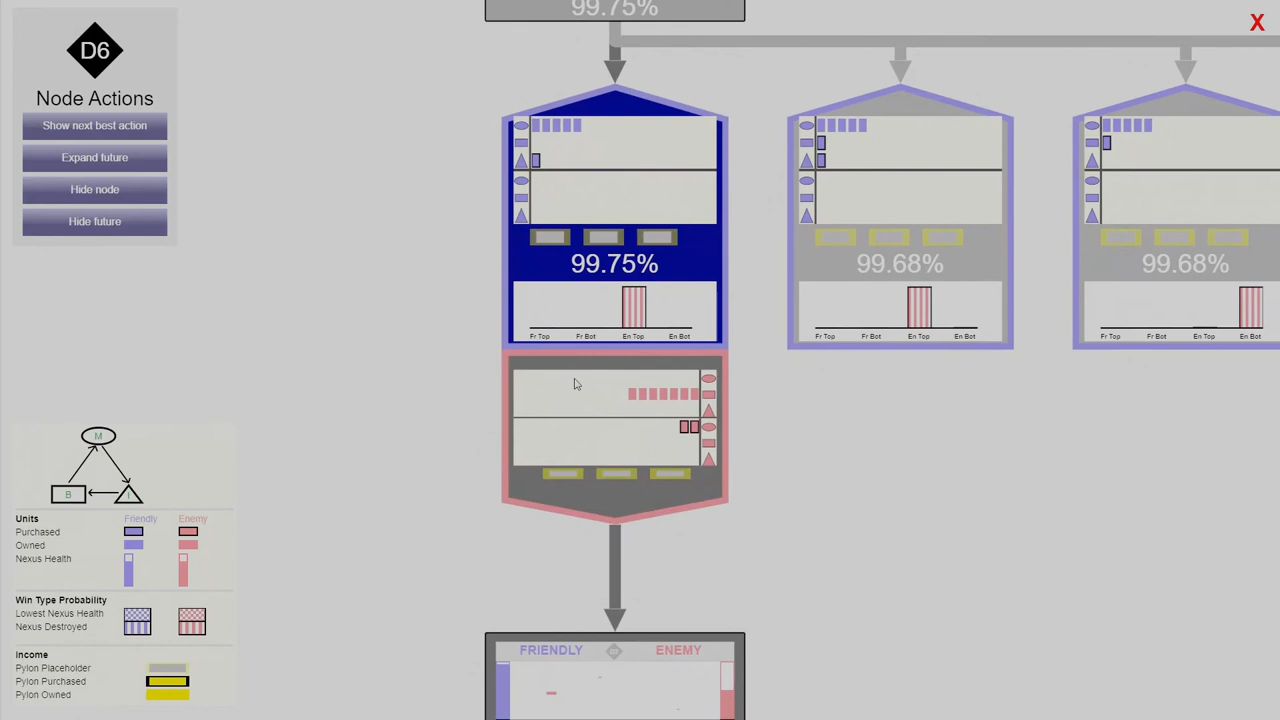 99.75%
X
D6
Node Actions
Show next best action
Expand future
Hide node
Hide future
99.75%
Fr Top Fr Bot En Top En Bot
99.68%
Fr Top Fr Bot En Top En Bot
99.68%
Fr Top Fr Bot En Top En Bot
M
B I
Units Friendly Enemy
Purchased
Owned
Nexus Health
Win Type Probability
Lowest Nexus Health
Nexus Destroyed
Income
Pylon Placeholder
Pylon Purchased
Pylon Owned
FRIENDLY ENEMY